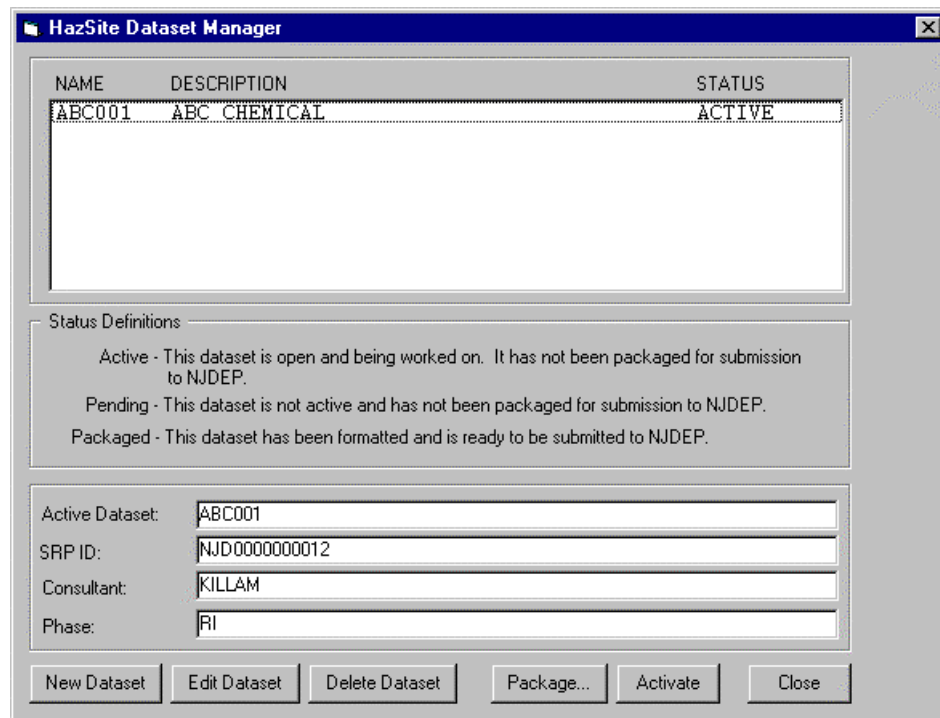 HazSite Dataset Manager
NAME DESCRIPTION STATUS
ABC001 ABC CHEMICAL ACTIVE
Status Definitions
Active - This dataset is open and being worked on. It has not been packaged for submission
to NJDEP.
Pending - This dataset is not active and has not been packaged for submission to NJDEP.
Packaged - This dataset has been formatted and is ready to be submitted to NJDEP.
Active Dataset: ABC001
SRP ID: NJD0000000012
Consultant: KILLAM
Phase: RI
New Dataset Edit Dataset Delete Dataset Package... Activate Close